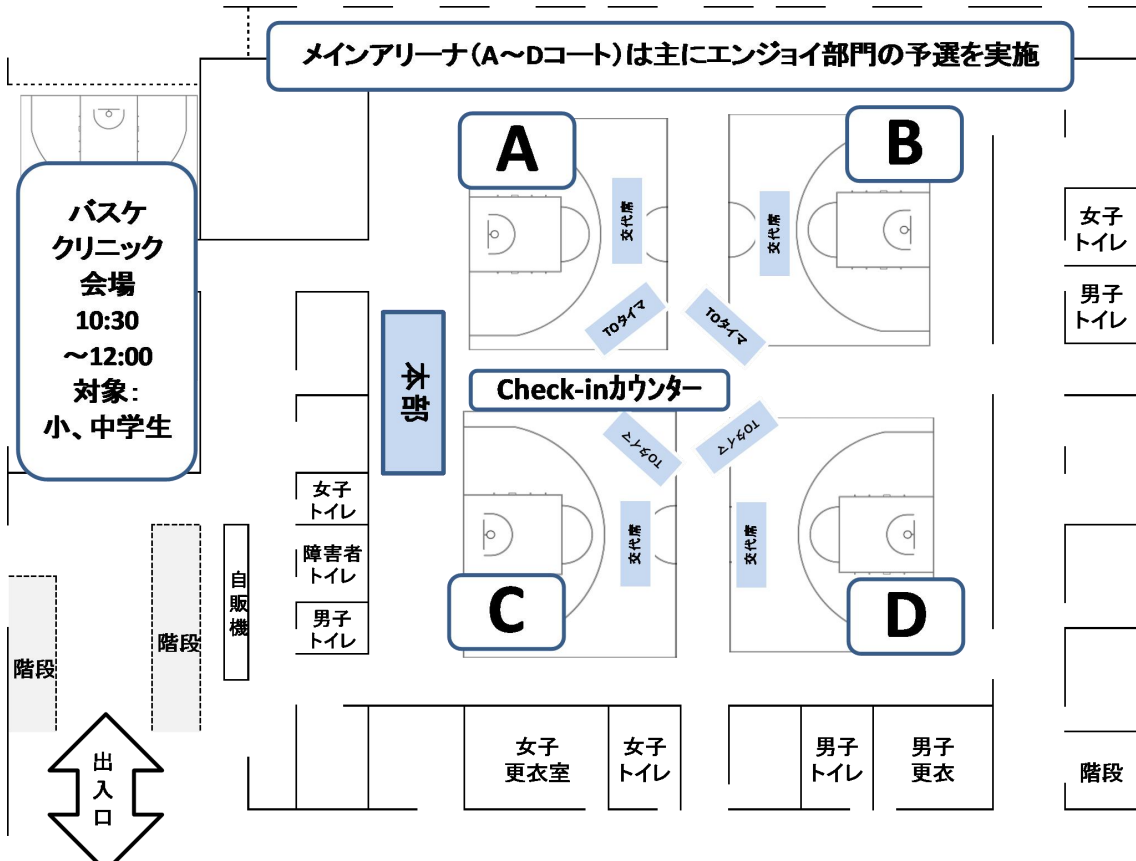 メインアリーナ(A～Dコート)は主にエンジョイ部門の予選を実施
A
B
バスケ
クリニック
会場
10:30
～12:00
対象:
小、中学生
交代席
交代席
女子
トイレ
男子
トイレ
TOタイマ
TOタイマ
本部
Check-inカウンター
TOタイマ
TOタイマ
女子
トイレ
障害者
トイレ
男子
トイレ
自販機
交代席
交代席
C
D
階段
階段
出入口
女子
更衣室
女子
トイレ
男子
トイレ
男子
更衣
階段